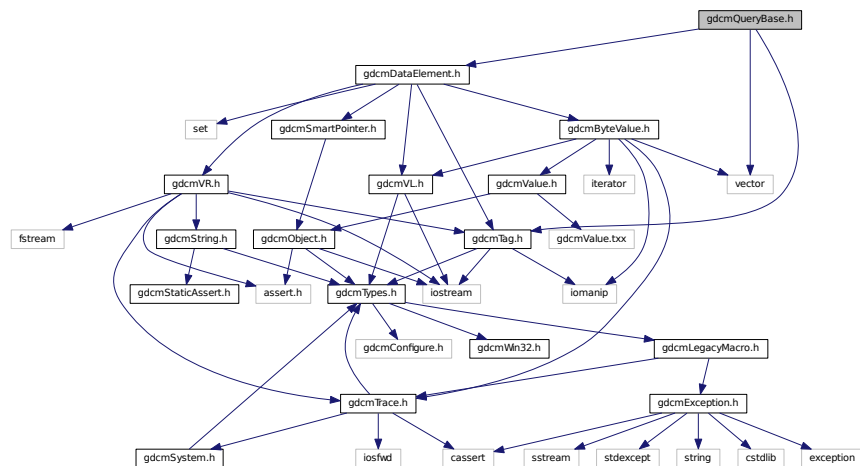 gdcmQueryBase.h
gdcmDataElement.h
set
gdcmSmartPointer.h
gdcmByteValue.h
gdcmVR.h
gdcmVL.h
gdcmValue.h
iterator
vector
fstream
gdcmString.h
gdcmObject.h
gdcmTag.h
gdcmValue.txx
gdcmStaticAssert.h
assert.h
gdcmTypes.h
iostream
iomanip
gdcmConfigure.h
gdcmWin32.h
gdcmLegacyMacro.h
gdcmTrace.h
gdcmException.h
gdcmSystem.h
iosfwd
cassert
sstream
stdexcept
string
cstdlib
exception